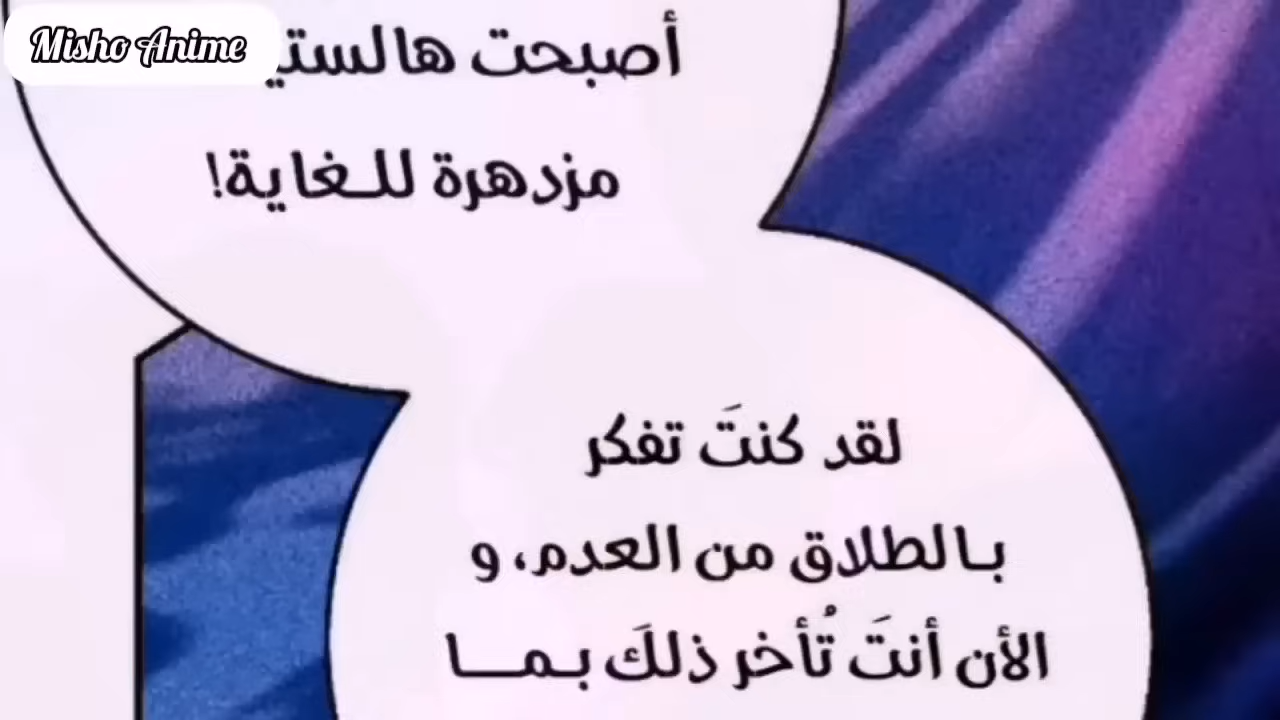 Misho Anime
أصبحت هالستي
مزدهرة للغاية!
لقد كنتَ تفكر
بالطلاق من العدم، و
الأن أنتَ تُأخر ذلكَ بما